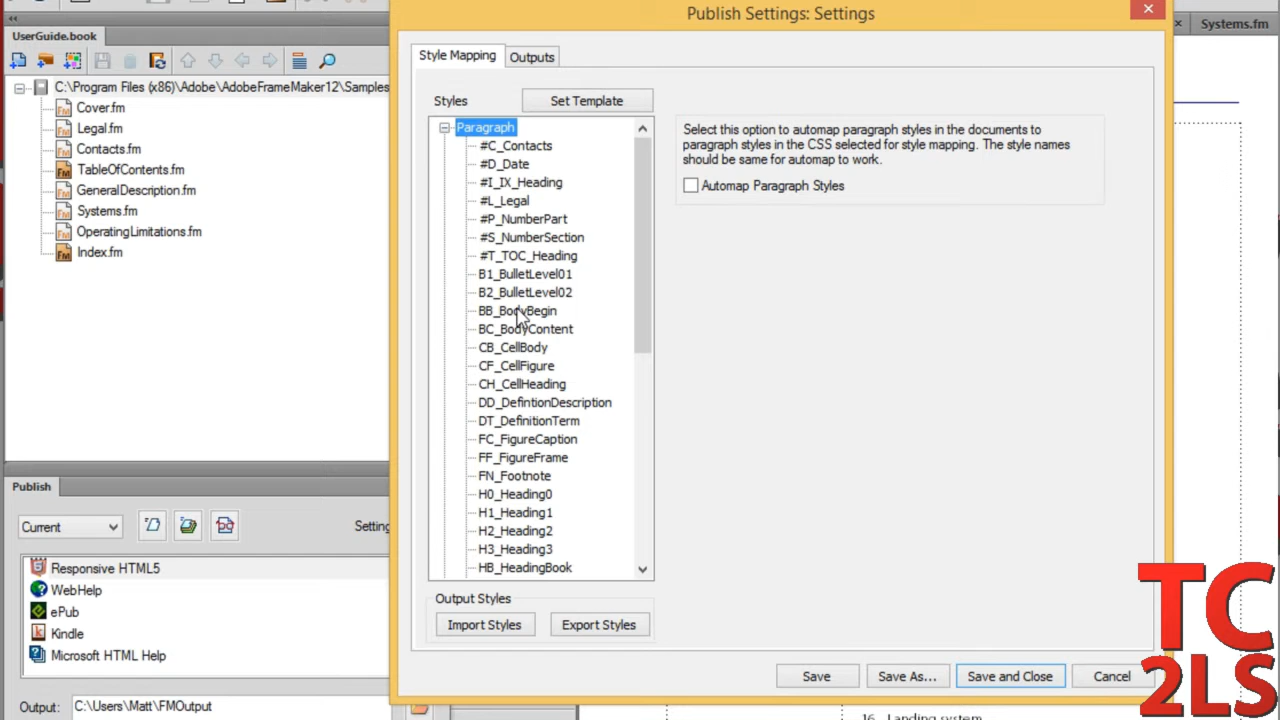 Publish Settings: Settings
UserGuide.book
Systems.fm
C:\Program Files (x86)\Adobe\AdobeFrameMaker12\Samples
Cover.fm
Legal.fm
Contacts.fm
TableOfContents.fm
GeneralDescription.fm
Systems.fm
OperatingLimitations.fm
Index.fm
Style Mapping
Outputs
Styles
Set Template
Paragraph
#C_Contacts
#D_Date
#I_IX_Heading
#L_Legal
#P_NumberPart
#S_NumberSection
#T_TOC_Heading
B1_BulletLevel01
B2_BulletLevel02
BB_BodyBegin
BC_BodyContent
CB_CellBody
CF_CellFigure
CH_CellHeading
DD_DefintionDescription
DT_DefinitionTerm
FC_FigureCaption
FF_FigureFrame
FN_Footnote
H0_Heading0
H1_Heading1
H2_Heading2
H3_Heading3
HB_HeadingBook
Select this option to automap paragraph styles in the documents to
paragraph styles in the CSS selected for style mapping. The style names
should be same for automap to work.
Automap Paragraph Styles
Output Styles
Import Styles
Export Styles
Save
Save As...
Save and Close
Cancel
Publish
Current
Responsive HTML5
WebHelp
ePub
Kindle
Microsoft HTML Help
Output:
C:\Users\Matt\FMOutput
16 Landing system
TC
2LS